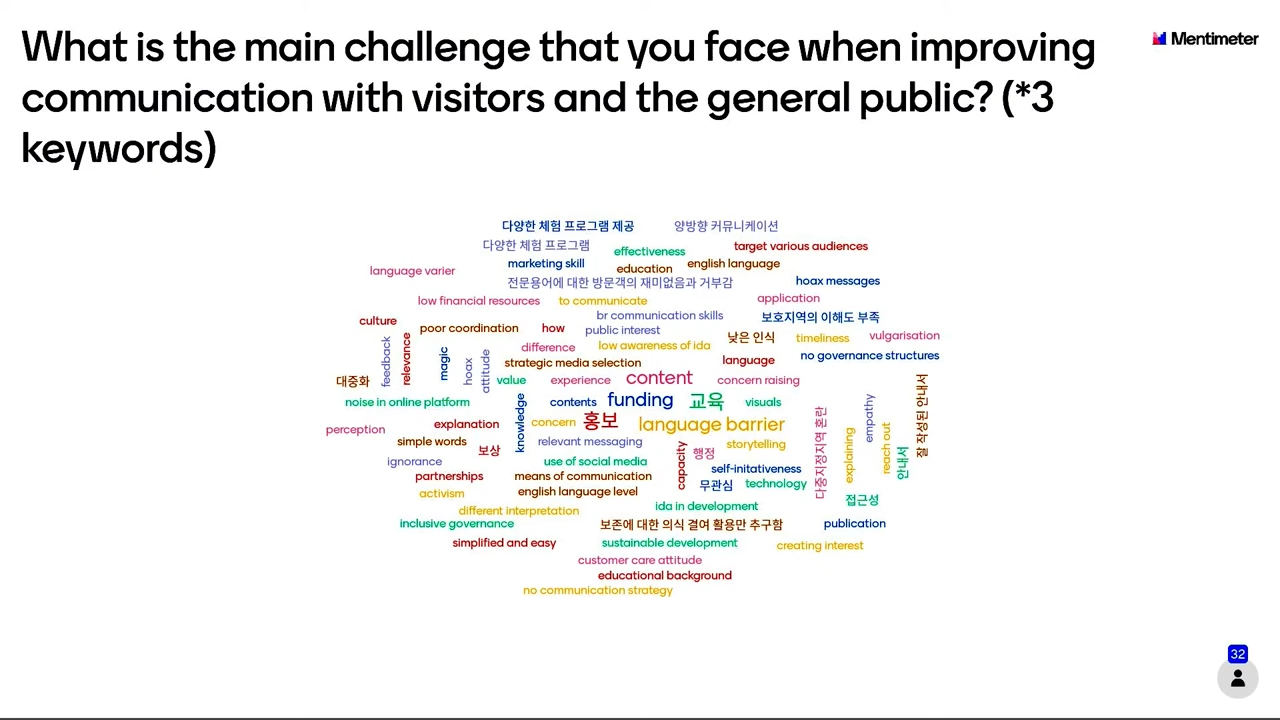 What is the main challenge that you face when improving
communication with visitors and the general public? (*3
keywords)
Mentimeter
다양한 체험 프로그램 제공
양방향 커뮤니케이션
다양한 체험 프로그램
effectiveness
target various audiences
language varier
marketing skill
education
english language
전문용어에 대한 방문객의 재미없음과 거부감
hoax messages
low financial resources
to communicate
application
culture
poor coordination
how
br communication skills
public interest
보호지역의 이해도 부족
낮은 인식
timeliness
vulgarisation
feedback
relevance
magic
hoax
attitude
difference
low awareness of ida
strategic media selection
language
no governance structures
대중화
value
experience
content
concern raising
noise in online platform
knowledge
contents
funding
교육
visuals
perception
explanation
concern
홍보
language barrier
simple words
보상
relevant messaging
storytelling
다중지정지역 혼란
explaining
empathy
reach out
안내서
잘 작성된 안내서
ignorance
use of social media
capacity
행정
self-initativeness
partnerships
means of communication
무관심
technology
activism
english language level
접근성
different interpretation
ida in development
inclusive governance
보존에 대한 의식 결여 활용만 추구함
publication
simplified and easy
sustainable development
creating interest
customer care attitude
educational background
no communication strategy
32